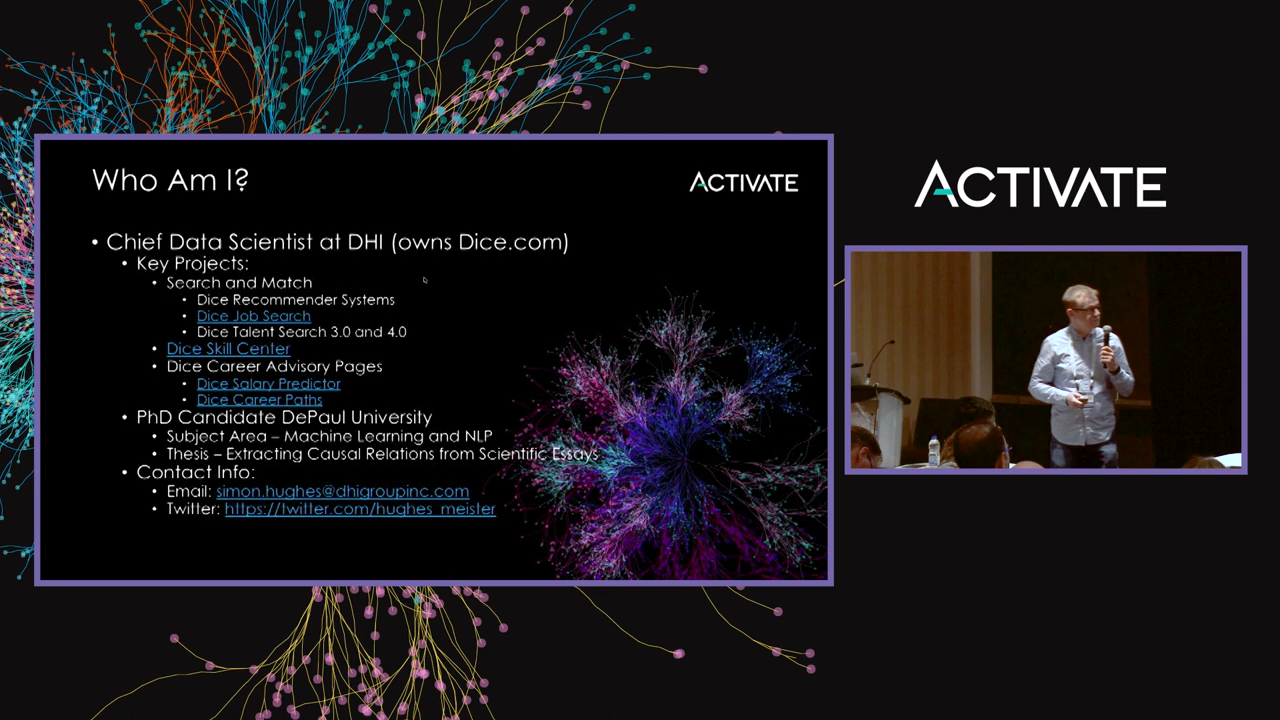 Who Am I?
ACTIVATE
• Chief Data Scientist at DHI (owns Dice.com)
• Key Projects:
• Search and Match
• Dice Recommender Systems
• Dice Job Search
• Dice Talent Search 3.0 and 4.0
• Dice Skill Center
• Dice Career Advisory Pages
• Dice Salary Predictor
• Dice Career Paths
• PhD Candidate DePaul University
• Subject Area – Machine Learning and NLP
• Thesis – Extracting Causal Relations from Scientific Essays
• Contact Info:
• Email: simon.hughes@dhigroupinc.com
• Twitter: https://twitter.com/hughes_meister
ACTIVATE